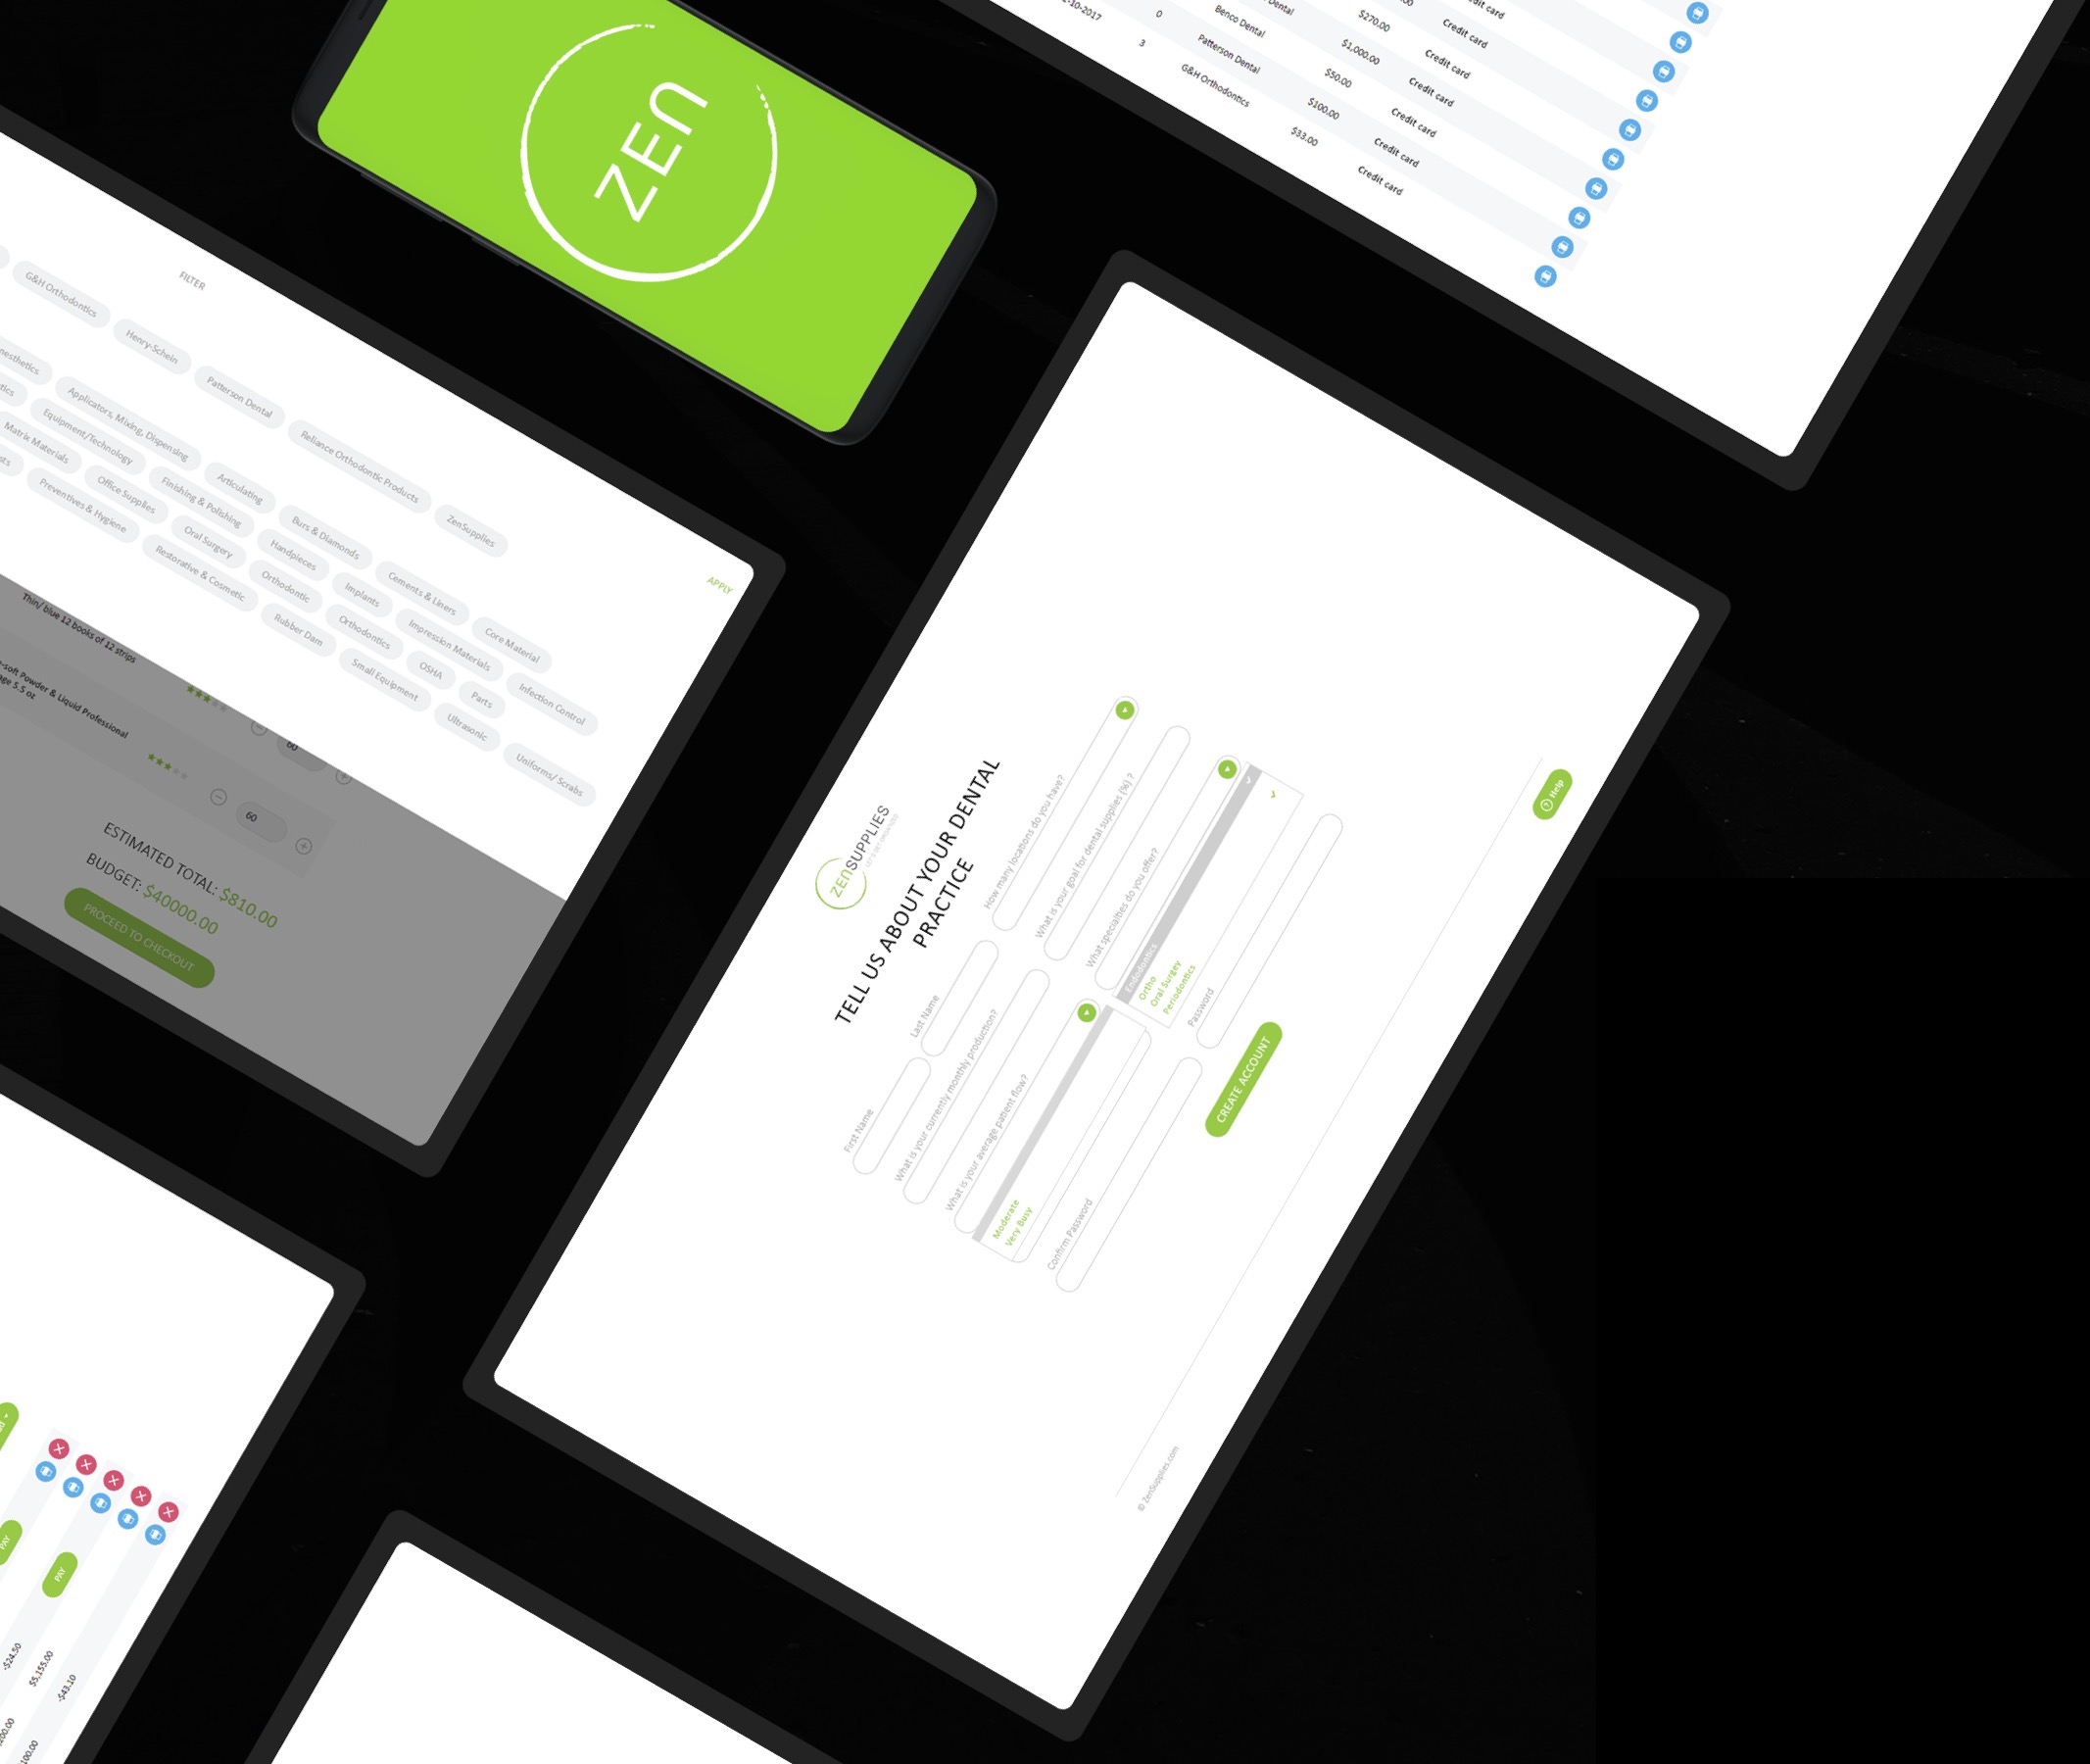 ZEN
-10-2017
0
3
Dental
Benco Dental
Patterson Dental
G&H Orthodontics
$270.00
$1,000.00
$50.00
$100.00
$33.00
Credit card
Credit card
Credit card
Credit card
Credit card
Credit card
FILTER
G&H Orthodontics
Henry-Schein
Patterson Dental
Reliance Orthodontic Products
ZenSupplies
Applicators, Mixing, Dispensing
Articulating
Burs & Diamonds
Cements & Liners
Core Material
Equipment/Technology
Finishing & Polishing
Handpieces
Implants
Impression Materials
Infection Control
Matrix Materials
Office Supplies
Oral Surgery
Orthodontic
Orthodontics
OSHA
Parts
Preventives & Hygiene
Restorative & Cosmetic
Rubber Dam
Small Equipment
Ultrasonic
Uniforms/ Scrabs
APPLY
Thin/ blue 12 books of 12 strips
60
-soft Powder & Liquid Professional
age 5.5 oz
60
ESTIMATED TOTAL: $810.00
BUDGET: $40000.00
PROCEED TO CHECKOUT
ZENSUPPLIES
TELL US ABOUT YOUR DENTAL
PRACTICE
First Name
Last Name
How many locations do you have?
What is your currently monthly production?
What is your goal for dental supplies (%) ?
What is your average patient flow?
Moderate
Very Busy
What specialties do you offer?
Endodontics
Ortho
Oral Surgey
Periodontics
Confirm Password
Password
CREATE ACCOUNT
© ZenSupplies.com
Help
PAY
PAY
-$24.50
$5,155.00
-$43.10